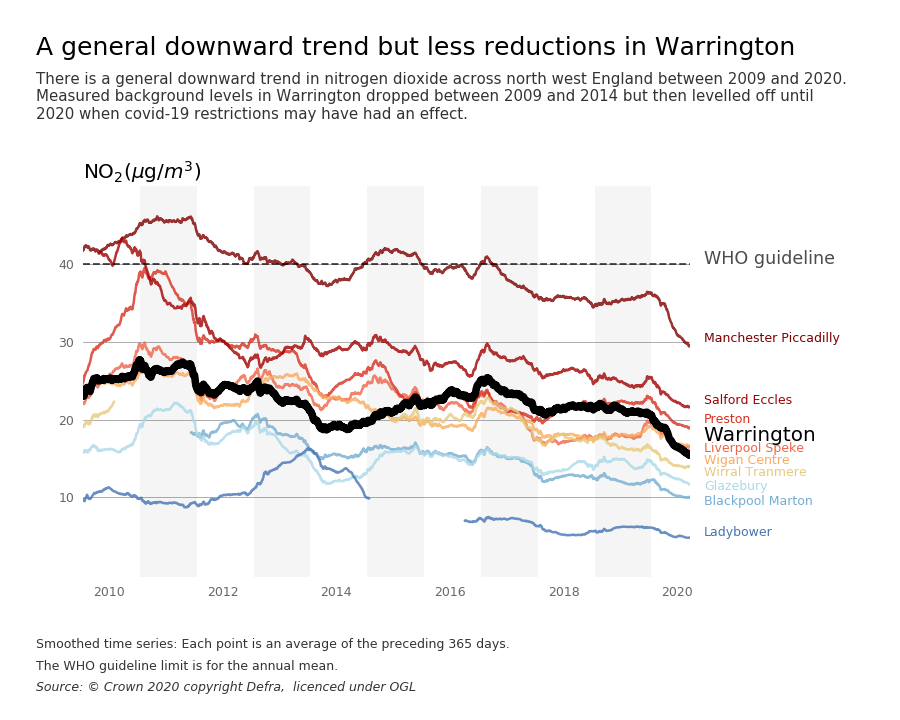 A general downward trend but less reductions in Warrington
There is a general downward trend in nitrogen dioxide across north west England between 2009 and 2020.
Measured background levels in Warrington dropped between 2009 and 2014 but then levelled off until
2020 when covid-19 restrictions may have had an effect.
NO₂(μg/m³)
WHO guideline
40
Manchester Piccadilly
30
Salford Eccles
Preston
20
Warrington
Liverpool Speke
Wigan Centre
Wirral Tranmere
Glazebury
10
Blackpool Marton
Ladybower
2010 2012 2014 2016 2018 2020
Smoothed time series: Each point is an average of the preceding 365 days.
The WHO guideline limit is for the annual mean.
Source: © Crown 2020 copyright Defra,  licenced under OGL